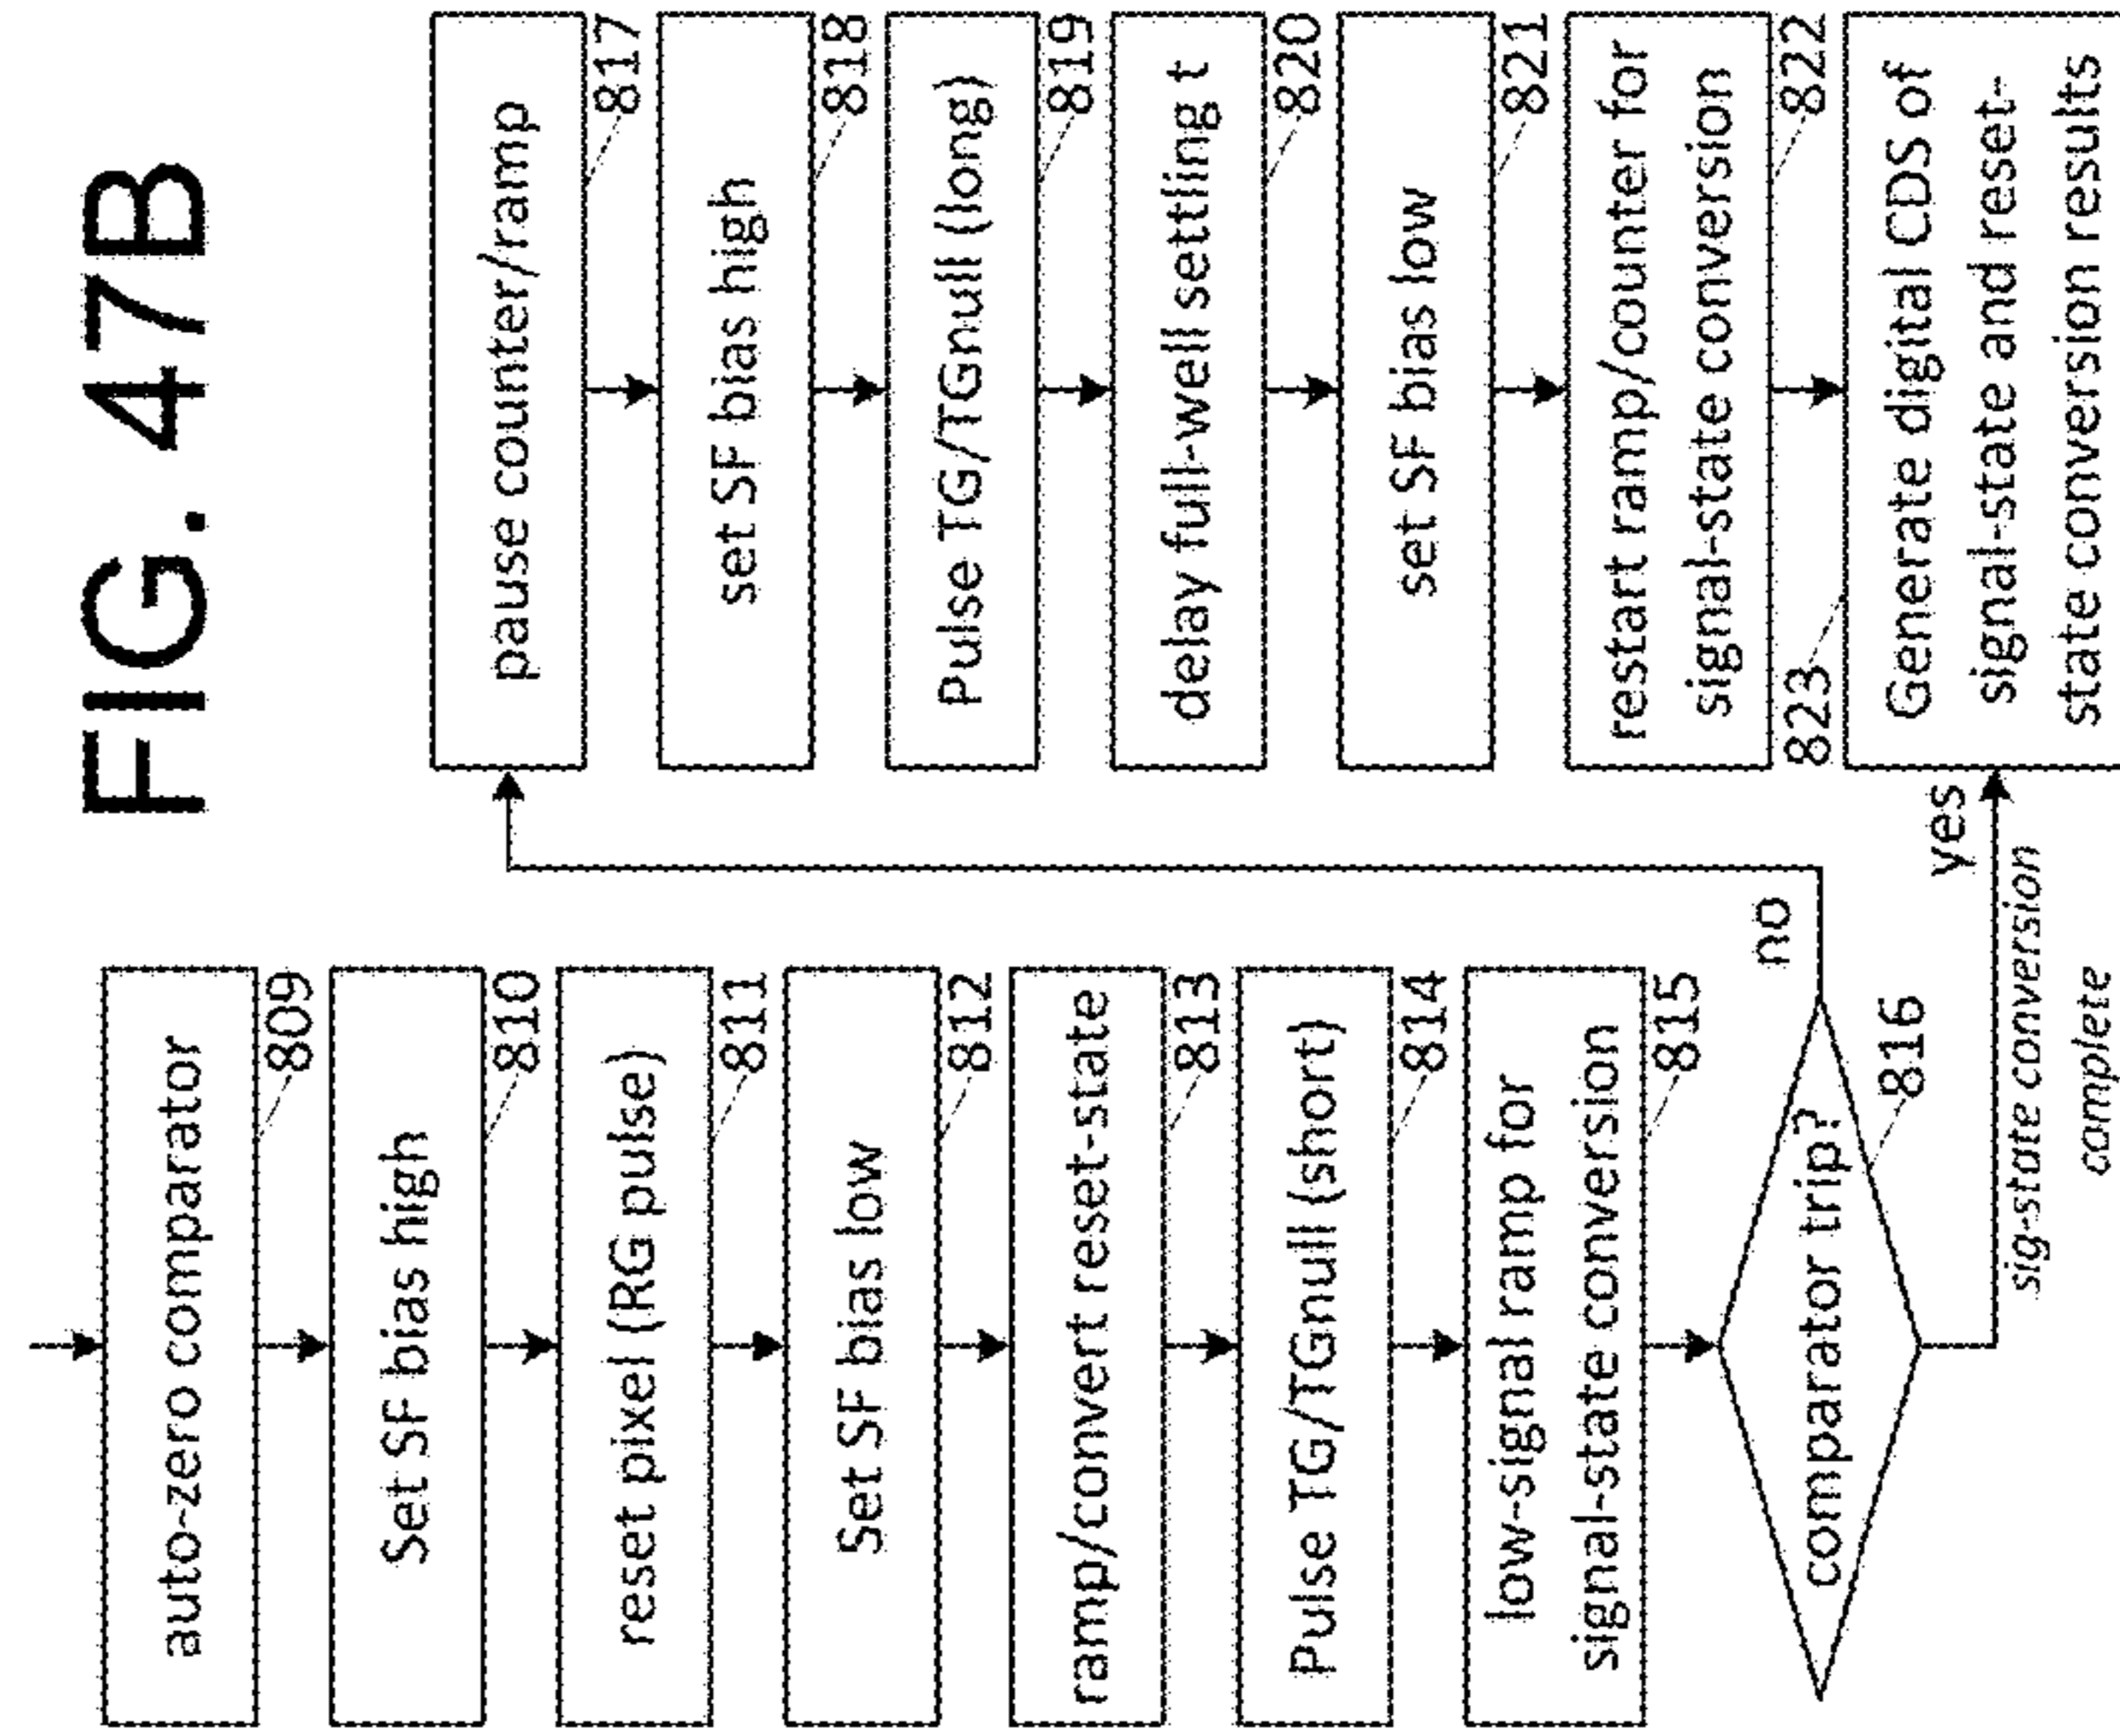 FIG. 47B
auto-zero comparator
809
Set SF bias high
810
reset pixel (RG pulse)
811
Set SF bias low
812
ramp/convert reset-state
813
Pulse TG/TGnull (short)
814
low-signal ramp for
signal-state conversion
815
comparator trip?
816
no
yes
sig-state conversion
complete
pause counter/ramp
817
set SF bias high
818
Pulse TG/TGnull (long)
819
delay full-well settling t
820
set SF bias low
821
restart ramp/counter for
signal-state conversion
822
823
Generate digital CDS of
signal-state and reset-
state conversion results